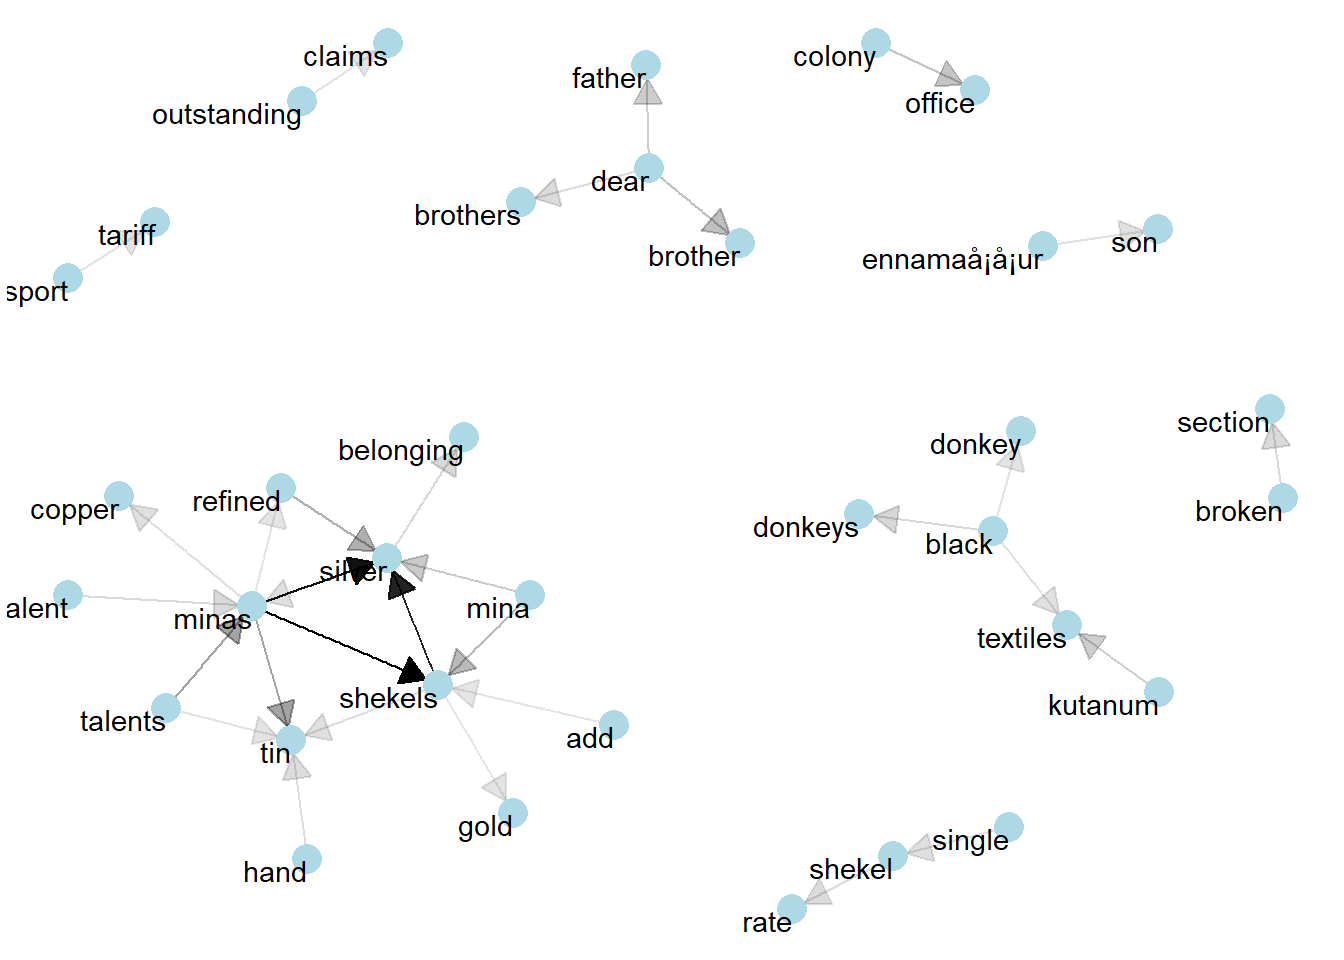 claims
father
colony
office
outstanding
dear
brothers
tariff
son
brother
ennamaå¡å¡ur
sport
section
donkey
belonging
refined
copper
broken
donkeys
black
silver
alent
mina
minas
textiles
shekels
kutanum
talents
add
tin
gold
single
shekel
hand
rate